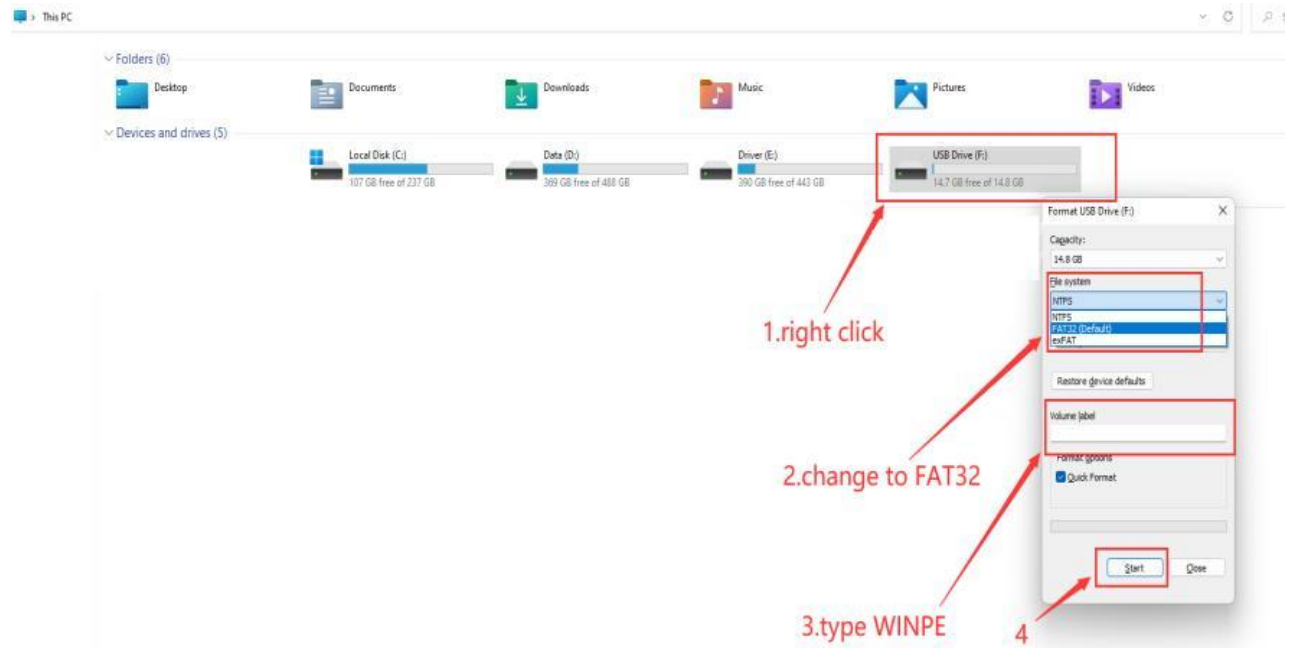 This PC
Folders (6)
Desktop
Documents
Downloads
Music
Pictures
Videos
Devices and drives (5)
Local Disk (C:)
107 GB free of 237 GB
Data (D:)
369 GB free of 488 GB
Driver (E:)
390 GB free of 443 GB
USB Drive (F:)
14.7 GB free of 14.8 GB
Format USB Drive (F:)
Capacity:
14.8 GB
File system
NTFS
NTFS
FAT32 (Default)
exFAT
Restore device defaults
Volume label
Format options
Quick Format
Start
Close
1.right click
2.change to FAT32
3.type WINPE
4